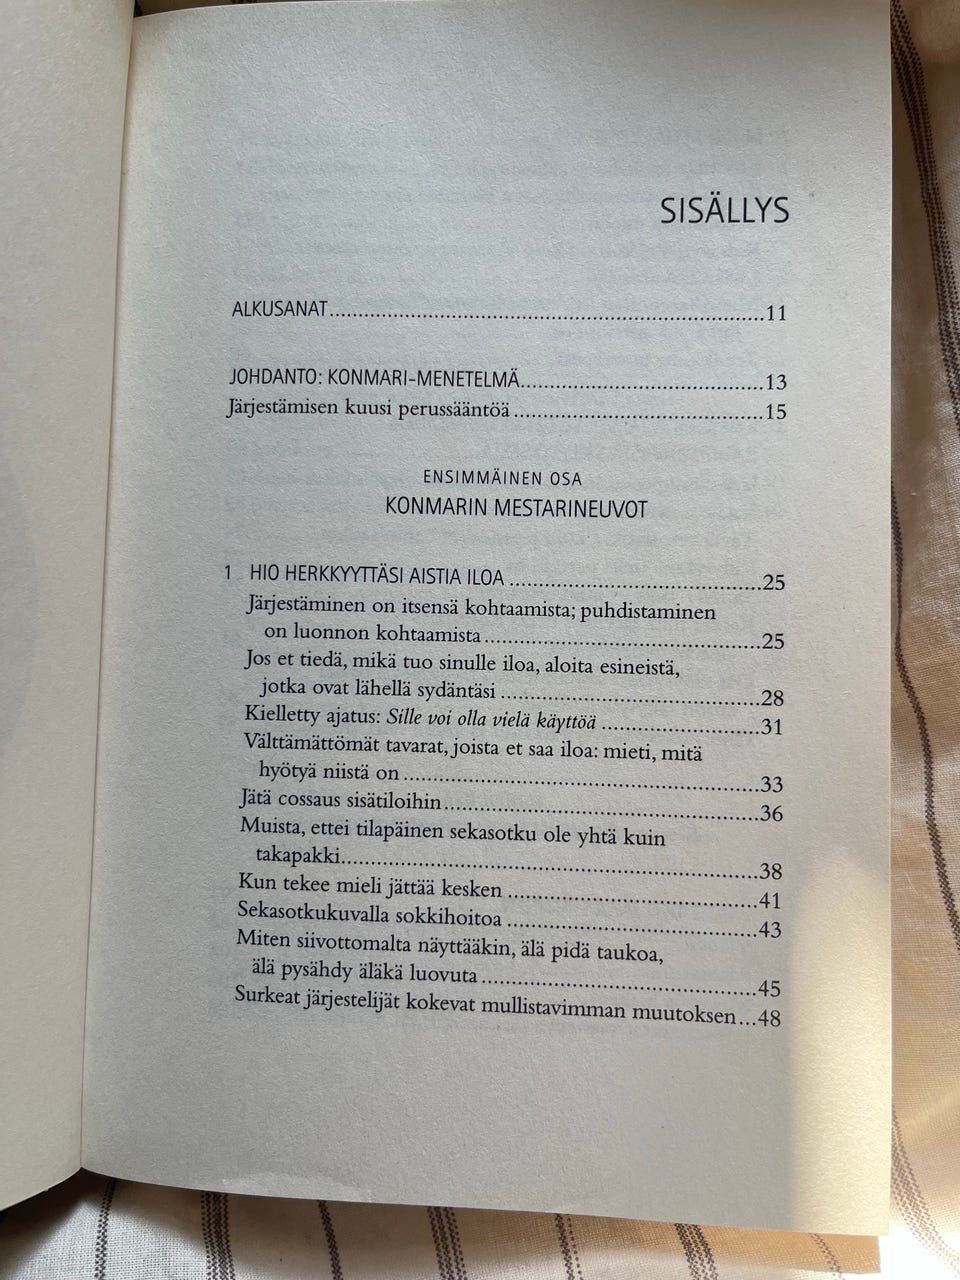 SISÄLLYS
ALKUSANAT....................11
JOHDANTO: KONMARI-MENETELMÄ....................13
Järjestämisen kuusi perussääntöä....................15
ENSIMMÄINEN OSA
KONMARIN MESTARINEUVOT
1 HIO HERKKYYTTÄSI AISTIA ILOA....................25
Järjestäminen on itsensä kohtaamista; puhdistaminen
on luonnon kohtaamista....................25
Jos et tiedä, mikä tuo sinulle iloa, aloita esineistä,
jotka ovat lähellä sydäntäsi....................28
Kielletty ajatus: Sille voi olla vielä käyttöä....................31
Välttämättömät tavarat, joista et saa iloa: mieti, mitä
hyötyä niistä on....................33
Jätä cossaus sisätiloihin....................36
Muista, ettei tilapäinen sekasotku ole yhtä kuin
takapakki....................38
Kun tekee mieli jättää kesken....................41
Sekasotkukuvalla sokkihoitoa....................43
Miten siivottomalta näyttääkin, älä pidä taukoa,
älä pysähdy äläkä luovuta....................45
Surkeat järjestelijät kokevat mullistavimman muutoksen...48